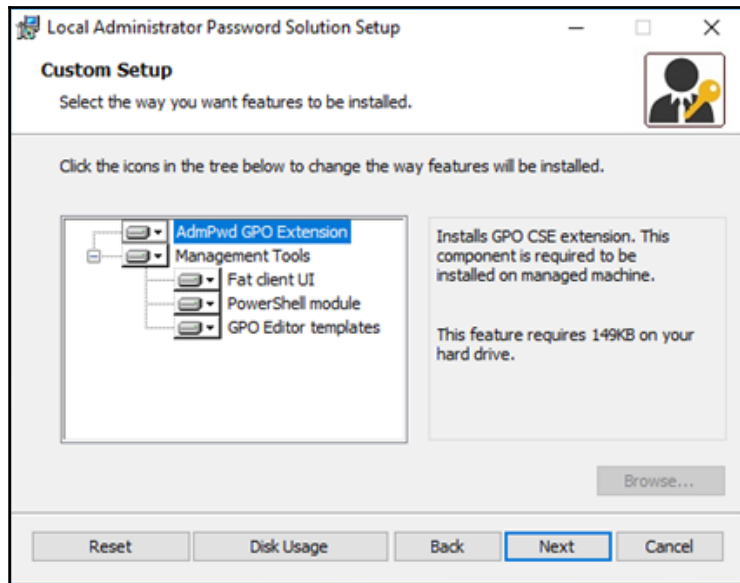 Local Administrator Password Solution Setup
Custom Setup
Select the way you want features to be installed.
Click the icons in the tree below to change the way features will be installed.
AdmPwd GPO Extension
Management Tools
Fat client UI
PowerShell module
GPO Editor templates
Installs GPO CSE extension. This
component is required to be
installed on managed machine.
This feature requires 149KB on your
hard drive.
Browse...
Reset
Disk Usage
Back
Next
Cancel